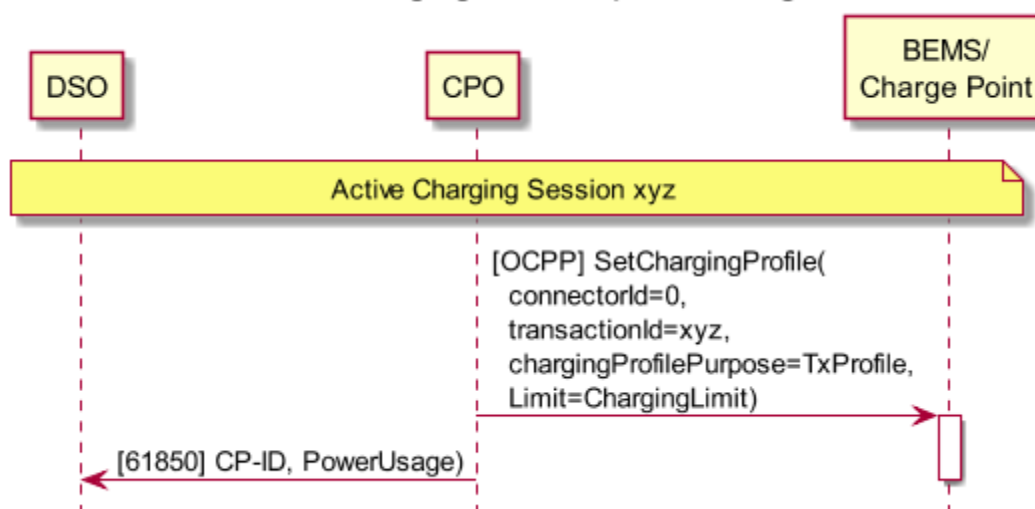 DSO
CPO
BEMS/
Charge Point
Active Charging Session xyz
[OCPP] SetChargingProfile(
connectorId=0,
transactionId=xyz,
chargingProfilePurpose=TxProfile,
Limit=ChargingLimit)
[61850] CP-ID, PowerUsage)